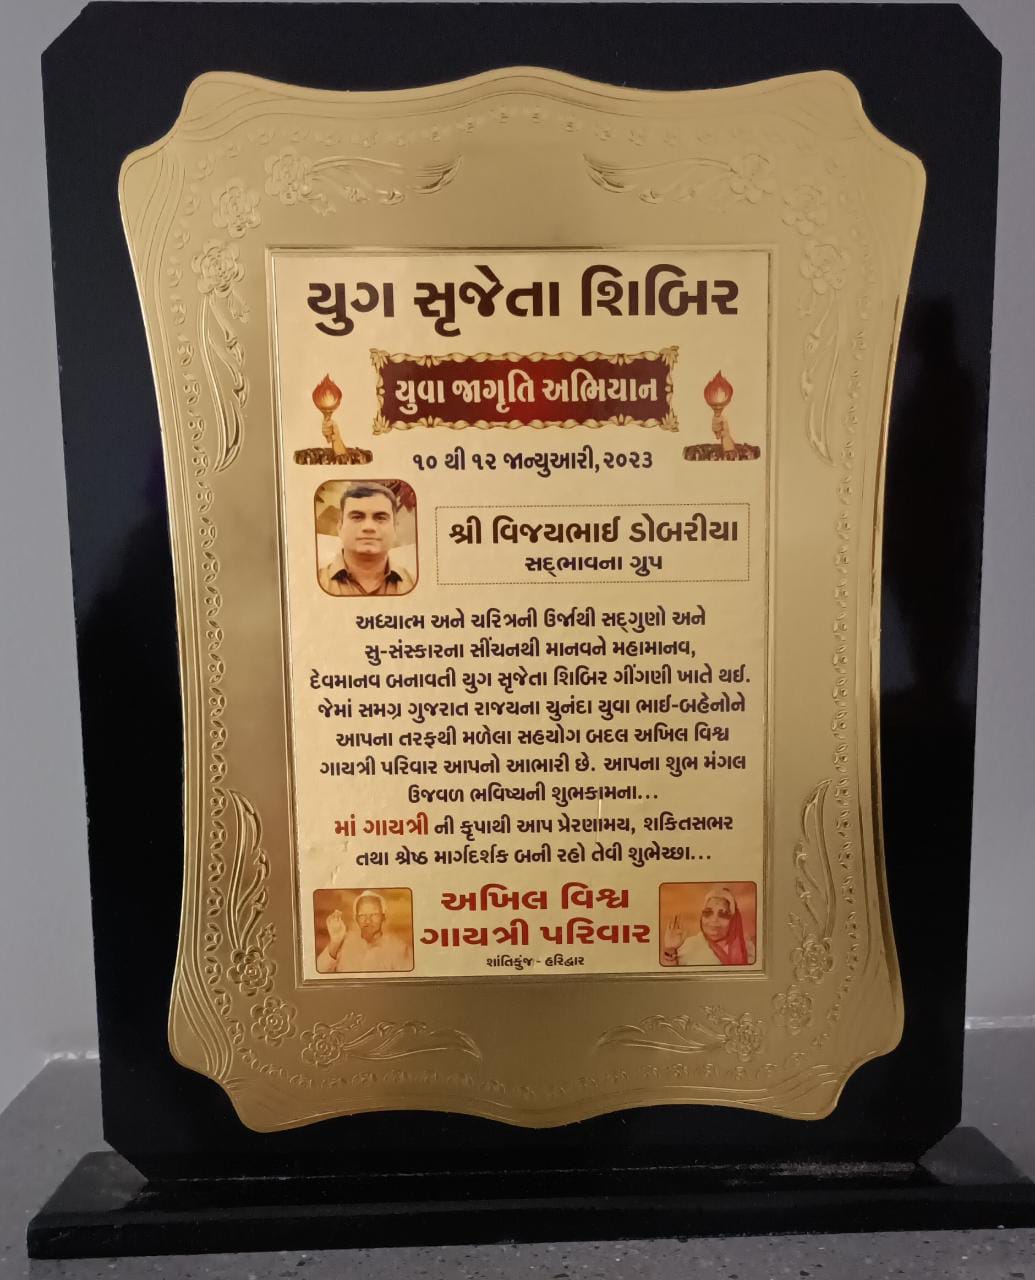 યુગ સૃજેતા શિબિર
યુવા જાગૃતિ અભિયાન
૧૦ થી ૧૨ જાન્યુઆરી,૨૦૨૩
શ્રી વિજયભાઈ ડોબરીયા
સદ્‌ભાવના ગ્રુપ
અધ્યાત્મ અને ચરિત્રની ઉર્જાથી સદ્‌ગુણો અને
સુ-સંસ્કારના સીંચનથી માનવને મહામાનવ,
દેવમાનવ બનાવતી યુગ સૃજેતા શિબિર ગીંગણી ખાતે થઈ.
જેમાં સમગ્ર ગુજરાત રાજ્યના ચુનંદા યુવા ભાઈ-બહેનોને
આપના તરફથી મળેલા સહયોગ બદલ અખિલ વિશ્વ
ગાયત્રી પરિવાર આપનો આભારી છે. આપના શુભ મંગલ
ઉજવળ ભવિષ્યની શુભકામના...
માં ગાયત્રી ની કૃપાથી આપ પ્રેરણામય, શકિતસભર
તથા શ્રેષ્ઠ માર્ગદર્શક બની રહો તેવી શુભેચ્છા...
અખિલ વિશ્વ
ગાયત્રી પરિવાર
શાંતિકુંજ - હરિદ્વાર